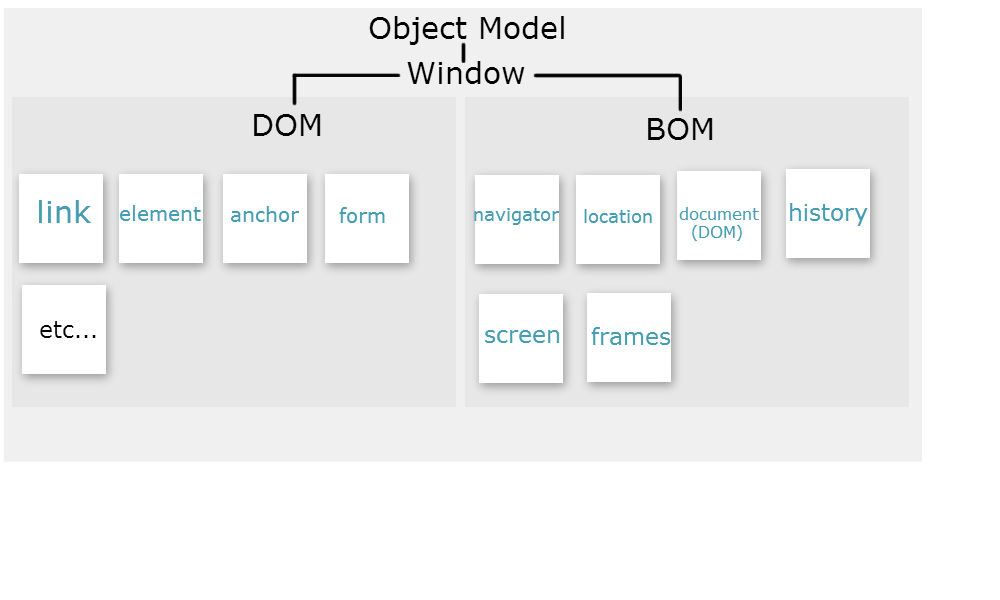 Object Model
Window
DOM
BOM
link
element
anchor
form
etc...
navigator
location
document
(DOM)
history
screen
frames